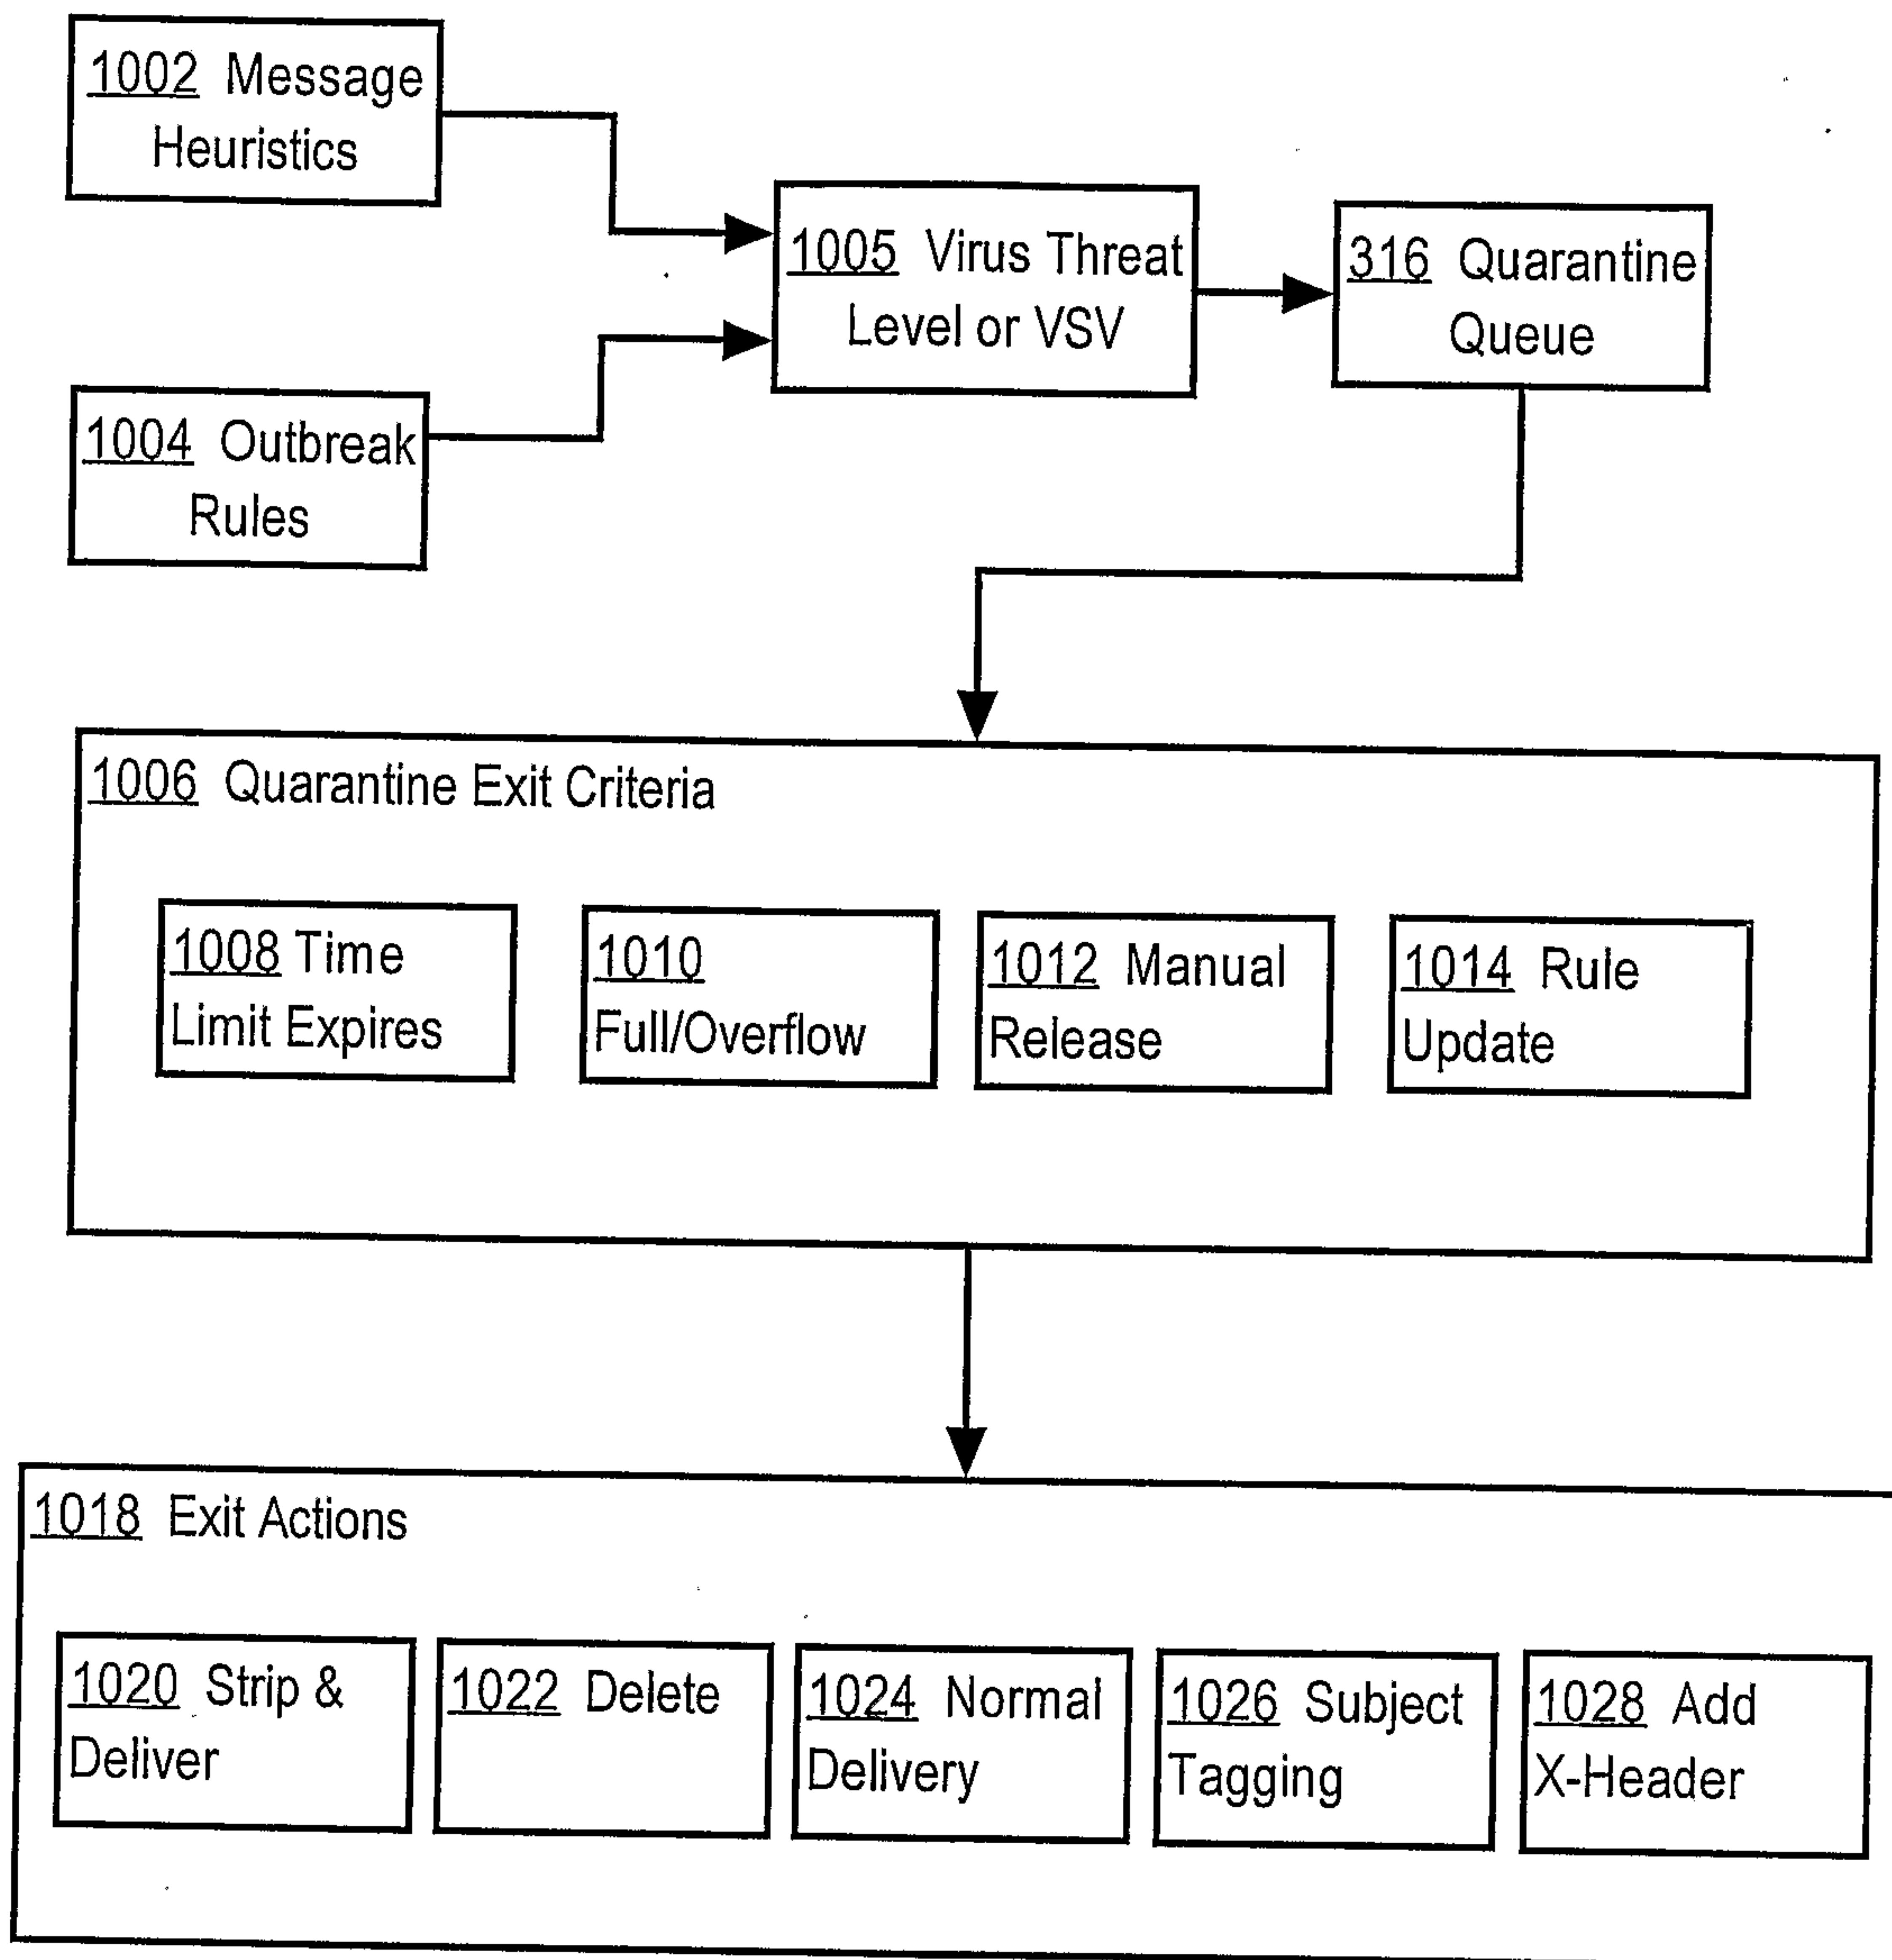 1002 Message
Heuristics
1004 Outbreak
Rules
1005 Virus Threat
Level or VSV
316 Quarantine
Queue
1006 Quarantine Exit Criteria
1008 Time
Limit Expires
1010
Full/Overflow
1012 Manual
Release
1014 Rule
Update
1018 Exit Actions
1020 Strip &
Deliver
1022 Delete
1024 Normal
Delivery
1026 Subject
Tagging
1028 Add
X-Header